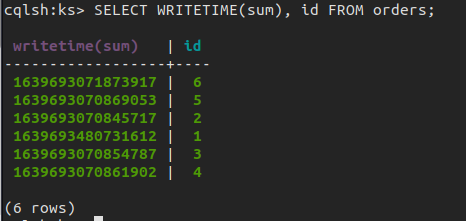 cqlsh:ks> SELECT WRITETIME(sum), id FROM orders;
writetime(sum) | id
------------------+----
1639693071873917 | 6
1639693070869053 | 5
1639693070845717 | 2
1639693480731612 | 1
1639693070854787 | 3
1639693070861902 | 4
(6 rows)